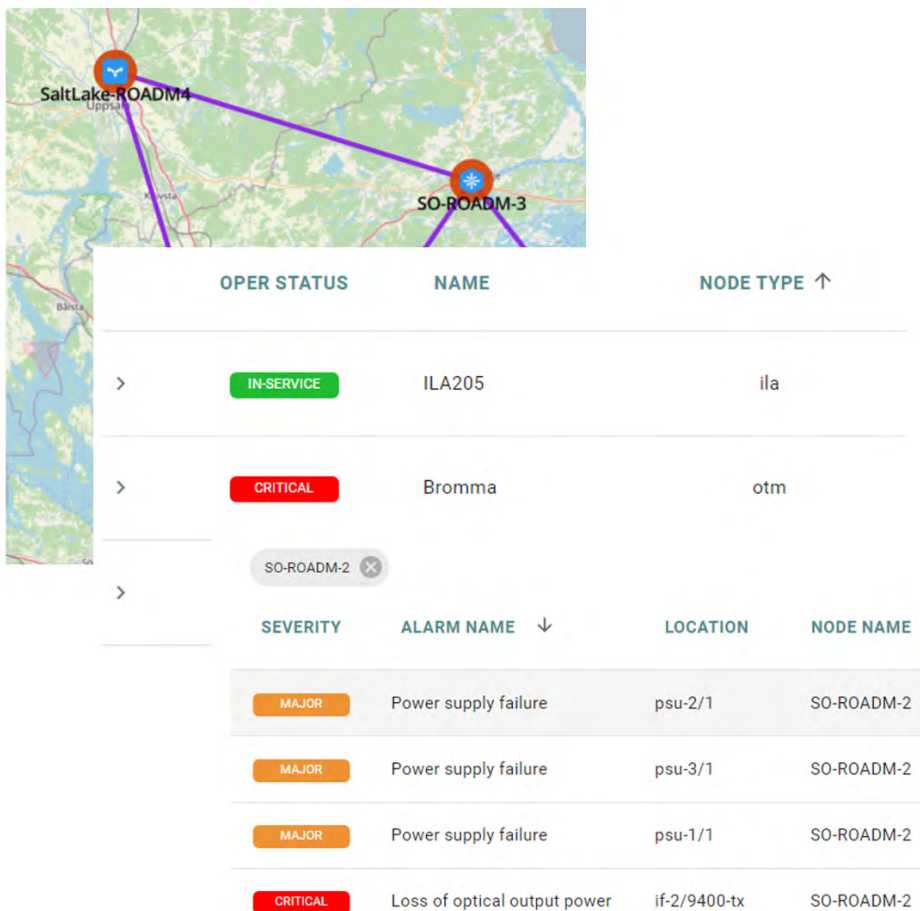 SaltLake-ROADM4
Uppsal
Knivsta
SO-ROADM-3
Bålsta
OPER STATUS NAME NODE TYPE
IN-SERVICE ILA205 ila
CRITICAL Bromma otm
SO-ROADM-2
SEVERITY ALARM NAME LOCATION NODE NAME
MAJOR Power supply failure psu-2/1 SO-ROADM-2
MAJOR Power supply failure psu-3/1 SO-ROADM-2
MAJOR Power supply failure psu-1/1 SO-ROADM-2
CRITICAL Loss of optical output power if-2/9400-tx SO-ROADM-2